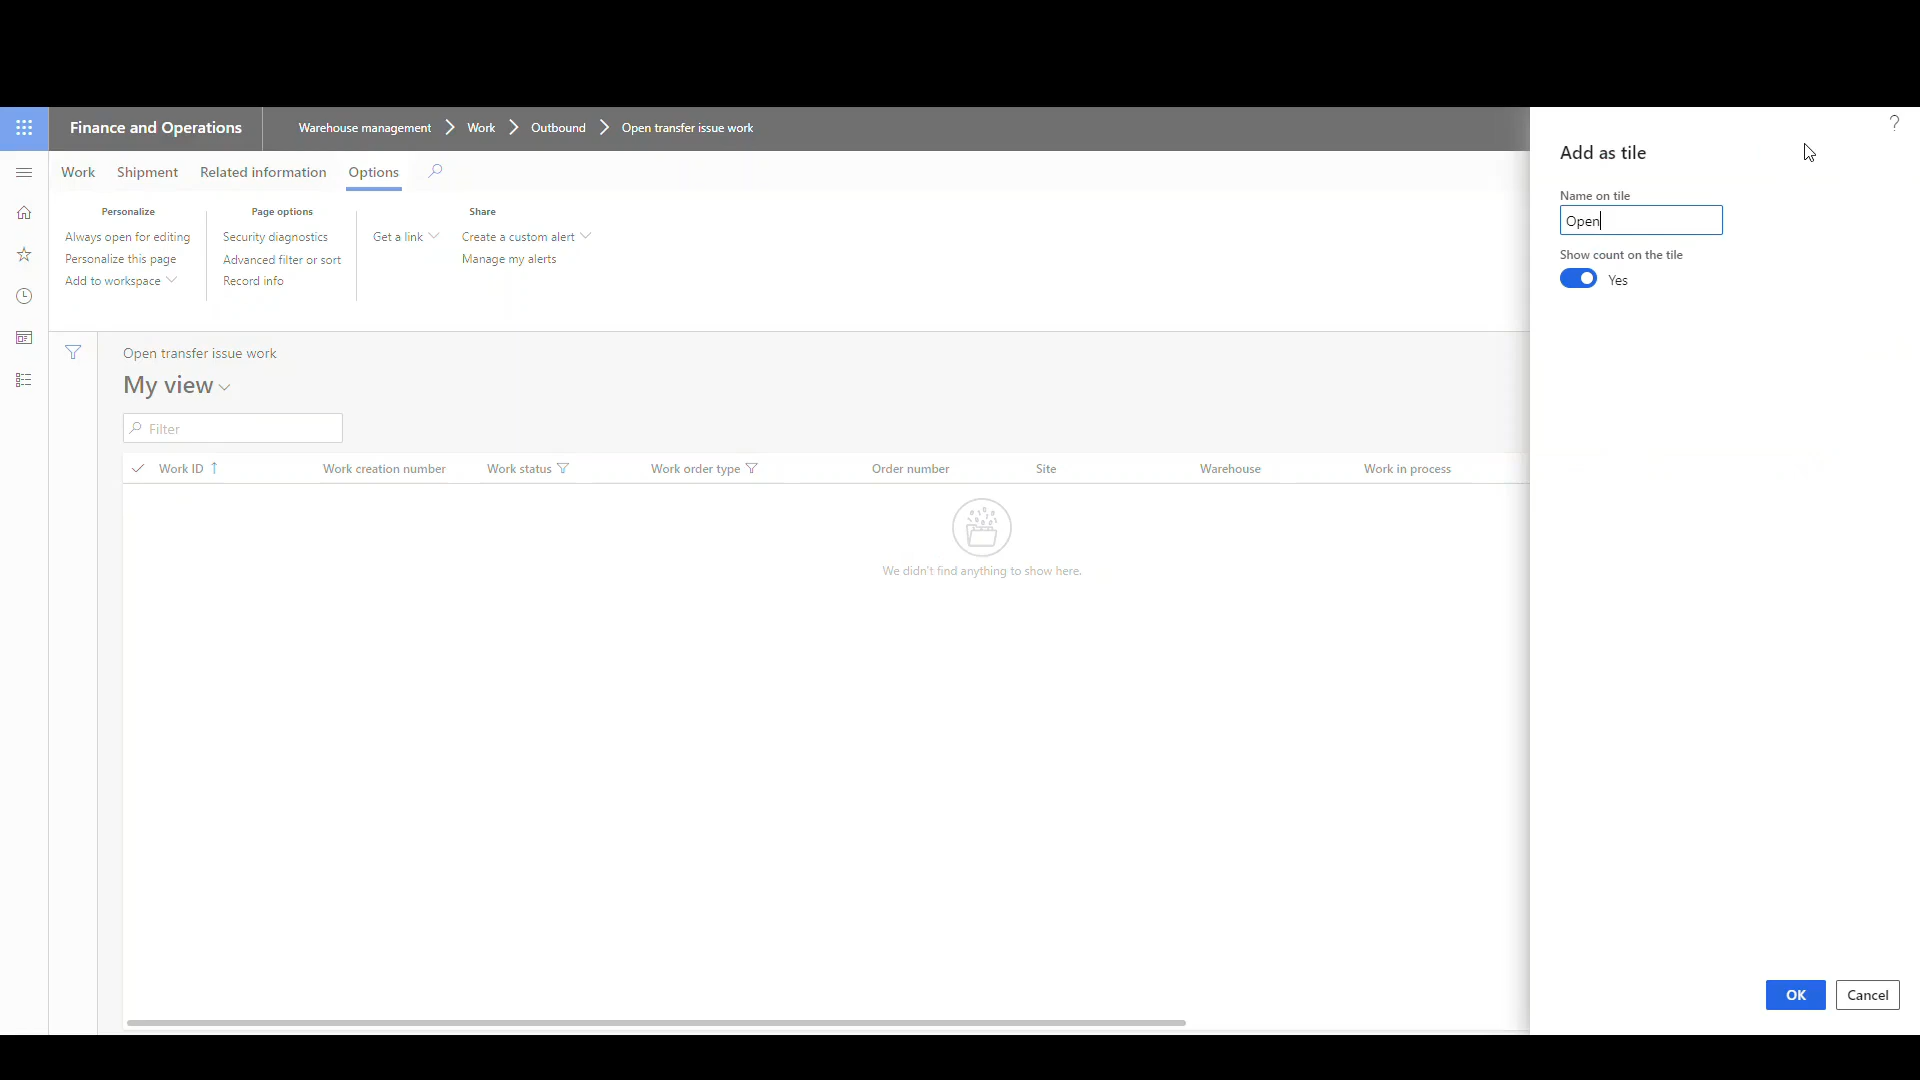 Finance and Operations
Warehouse management Work Outbound Open transfer issue work
?
Work Shipment Related information Options
Personalize
Always open for editing
Personalize this page
Add to workspace
Page options
Security diagnostics
Advanced filter or sort
Record info
Get a link
Share
Create a custom alert
Manage my alerts
Open transfer issue work
My view
Filter
Work ID Work creation number Work status Work order type Order number Site Warehouse Work in process
We didn't find anything to show here.
Add as tile
Name on tile
Open
Show count on the tile
Yes
OK Cancel